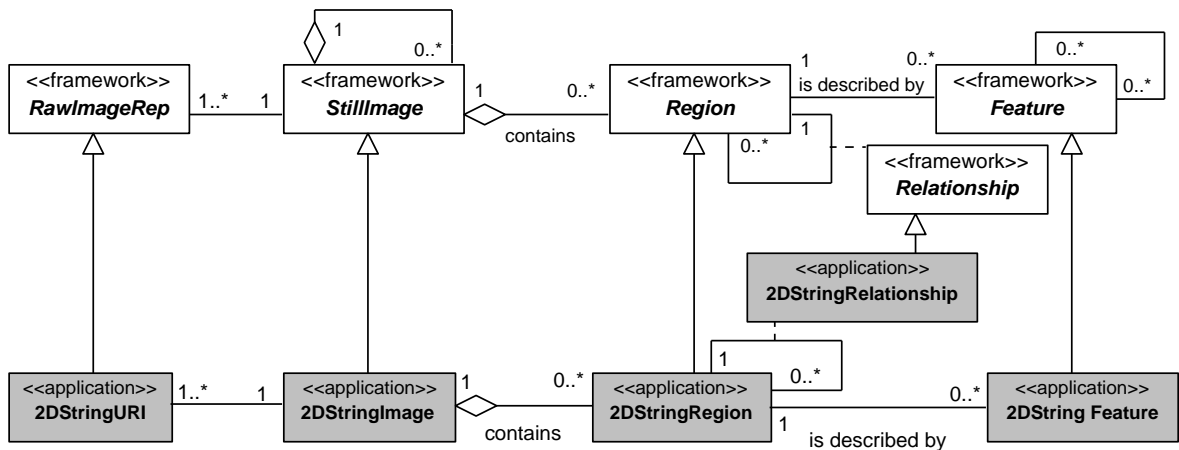 1
0..*
<<framework>>
RawImageRep
1..*
1
<<framework>>
StillImage
1
0..*
contains
<<framework>>
Region
1
0..*
is described by
<<framework>>
Feature
0..*
0..*
0..*
1
<<framework>>
Relationship
<<application>>
2DStringRelationship
1
0..*
<<application>>
2DStringURI
1..*
1
<<application>>
2DStringImage
1
0..*
contains
<<application>>
2DStringRegion
1
0..*
is described by
<<application>>
2DString Feature